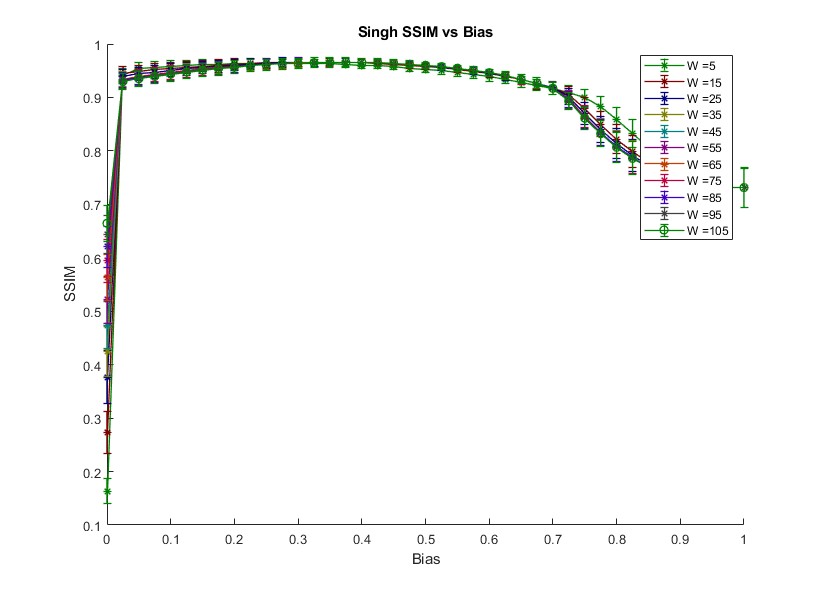 Singh SSIM vs Bias
1
0.9
0.8
0.7
0.6
0.5
0.4
0.3
0.2
0.1
SSIM
0 0.1 0.2 0.3 0.4 0.5 0.6 0.7 0.8 0.9 1
Bias
W =5
W =15
W =25
W =35
W =45
W =55
W =65
W =75
W =85
W =95
W =105